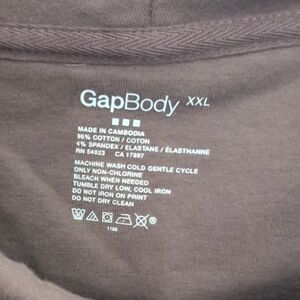 GapBody XXL
MADE IN CAMBODIA
96% COTTON / COTON
4% SPANDEX / ELASTANE / ELASTHANNE
RN 54023 CA 17897
MACHINE WASH COLD GENTLE CYCLE
ONLY NON-CHLORINE
BLEACH WHEN NEEDED
TUMBLE DRY LOW, COOL IRON
DO NOT IRON ON PRINT
DO NOT DRY CLEAN